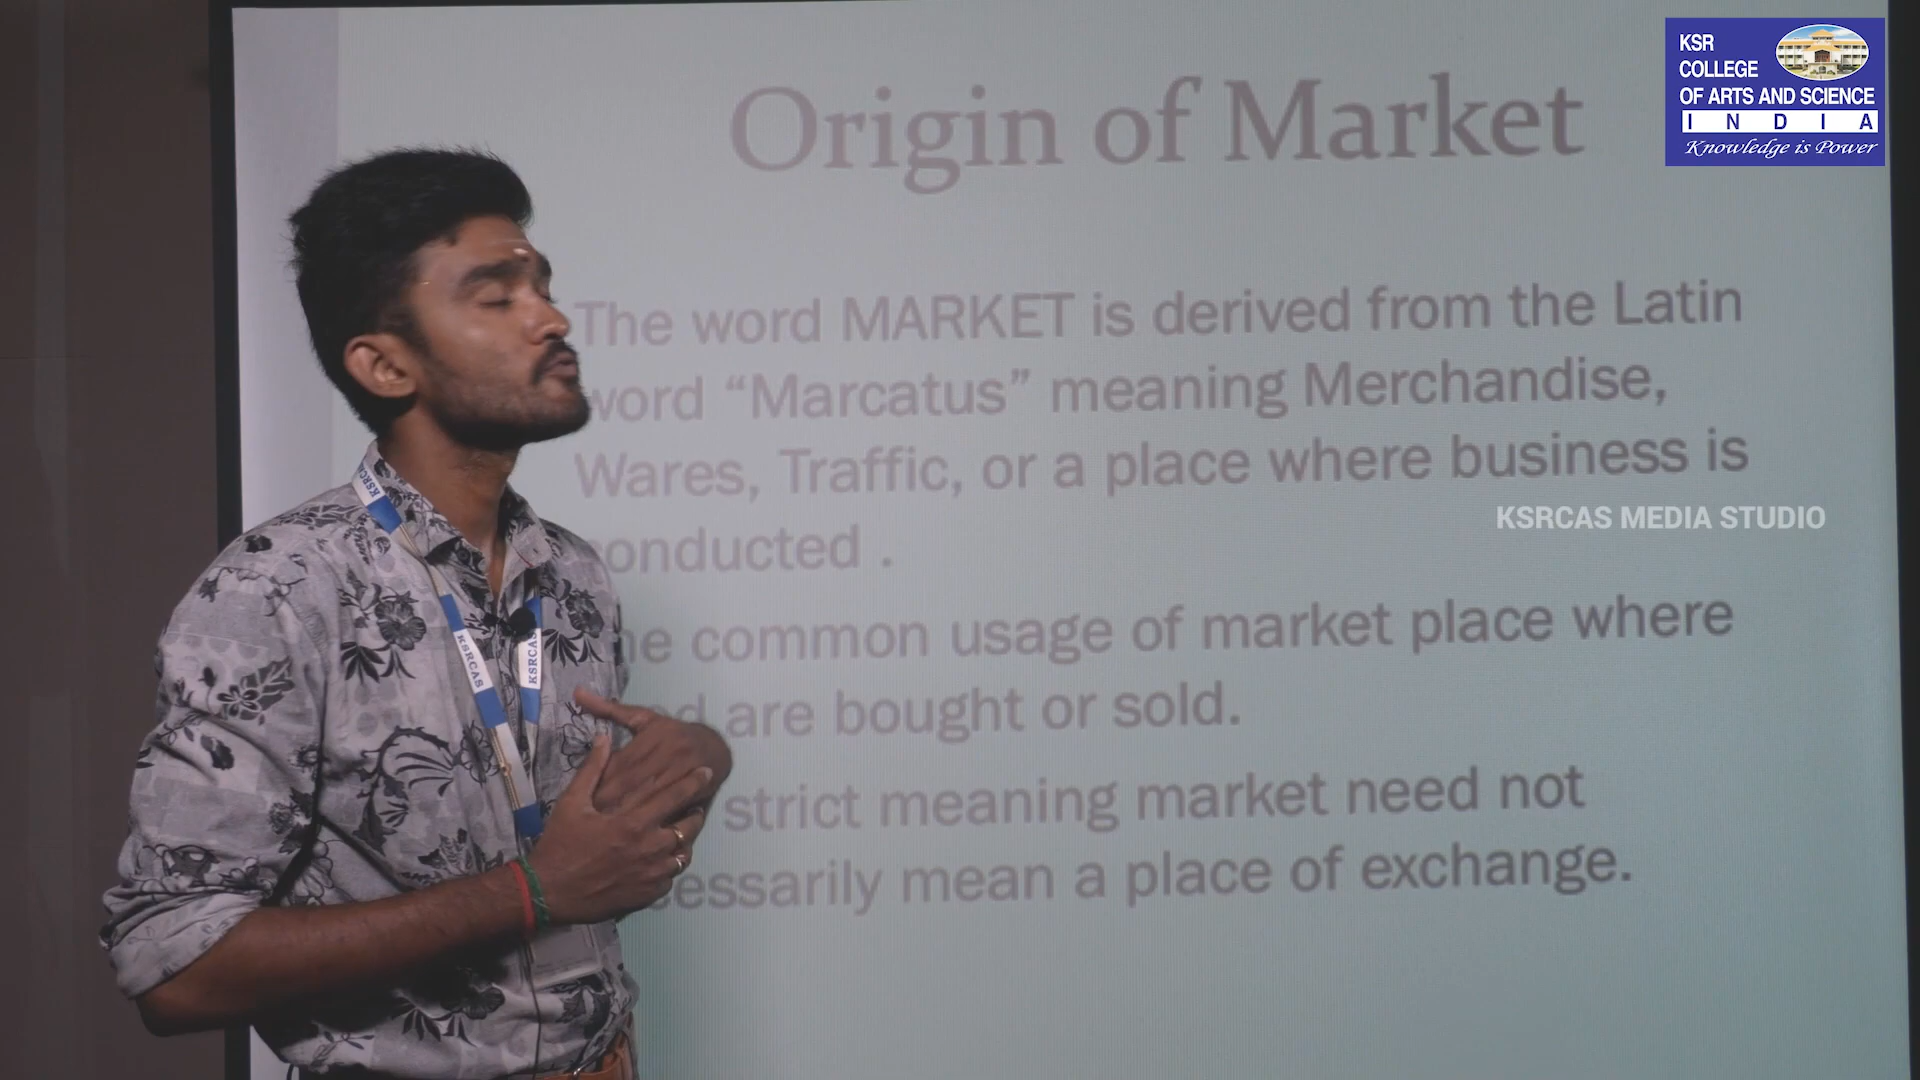 KSR
COLLEGE
OF ARTS AND SCIENCE
INDIA
Knowledge is Power
Origin of Market
The word MARKET is derived from the Latin
word “Marcatus” meaning Merchandise,
Wares, Traffic, or a place where business is
KSRCAS MEDIA STUDIO
onducted .
common usage of market place where
are bought or sold.
strict meaning market need not
essarily mean a place of exchange.
KSRCAS
KSRCAS